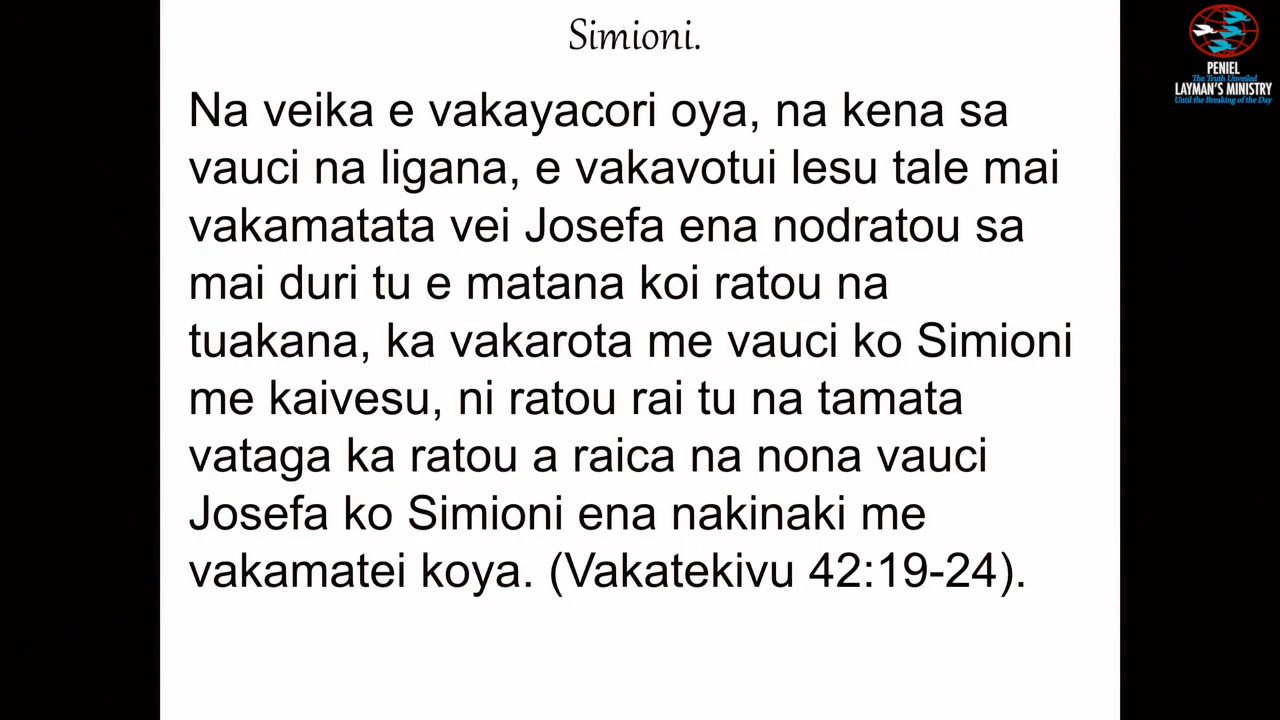 Simioni.
Na veika e vakayacori oya, na kena sa
vauci na ligana, e vakavotui lesu tale mai
vakamatata vei Josefa ena nodratou sa
mai duri tu e matana koi ratou na
tuakana, ka vakarota me vauci ko Simioni
me kaivesu, ni ratou rai tu na tamata
vataga ka ratou a raica na nona vauci
Josefa ko Simioni ena nakinaki me
vakamatei koya. (Vakatekivu 42:19-24).
PENIEL
The Truth Unveiled
LAYMAN'S MINISTRY
Until the Breaking of the Day